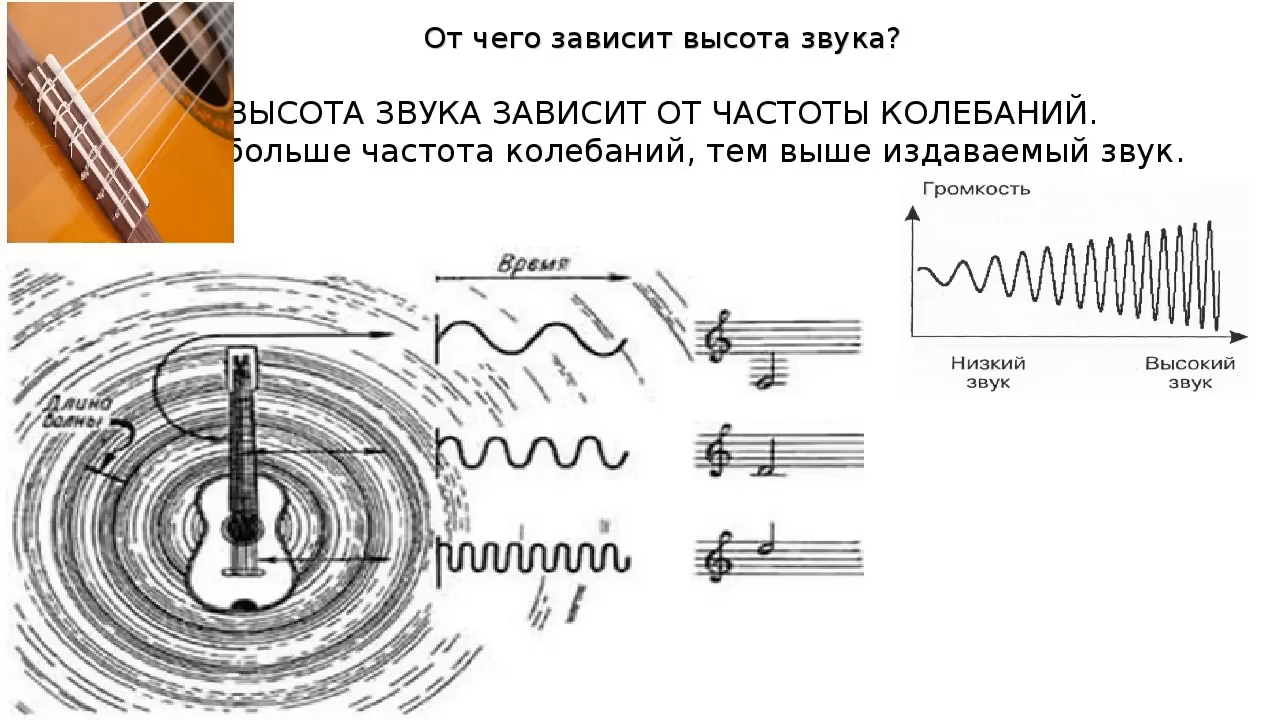 От чего зависит высота звука?
ВЫСОТА ЗВУКА ЗАВИСИТ ОТ ЧАСТОТЫ КОЛЕБАНИЙ.
больше частота колебаний, тем выше издаваемый звук.
Громкость
Время
Низкий
звук
Высокий
звук
Длина
волны